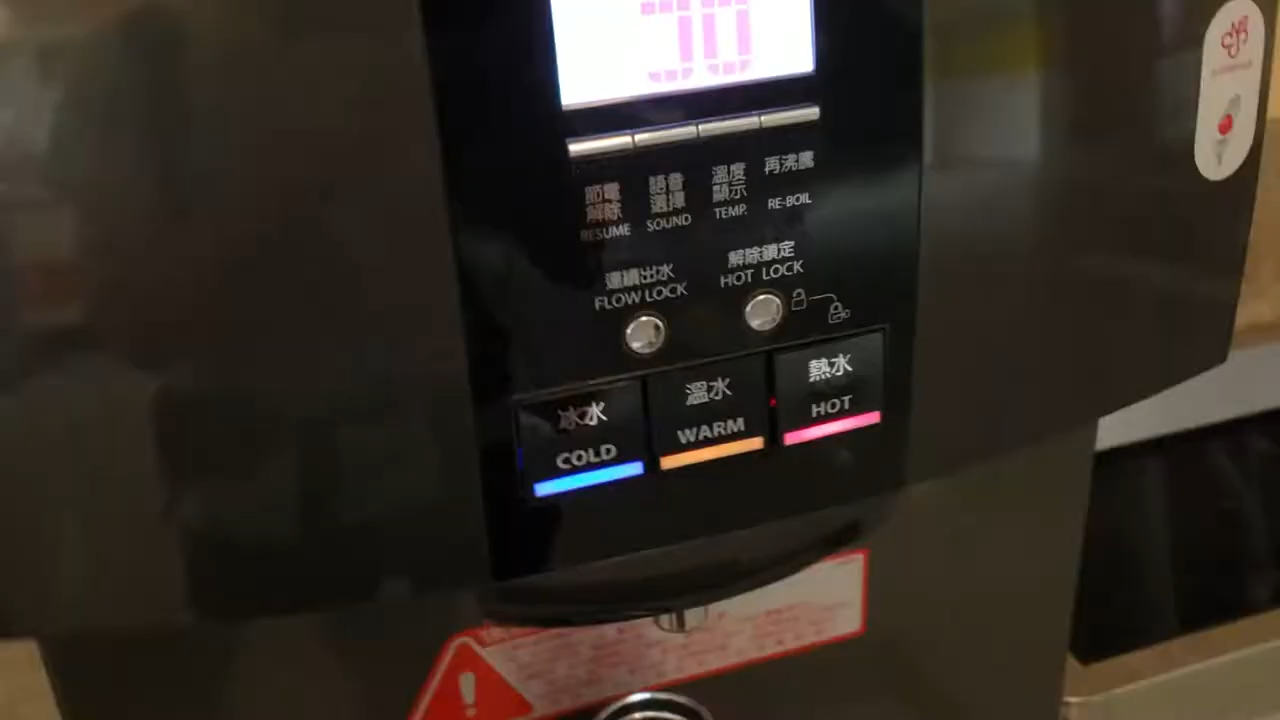 節電
解除
RESUME
語音
選擇
SOUND
溫度
顯示
TEMP.
再沸騰
RE-BOIL
連續出水
FLOW LOCK
解除鎖定
HOT LOCK
冰水
COLD
溫水
WARM
熱水
HOT